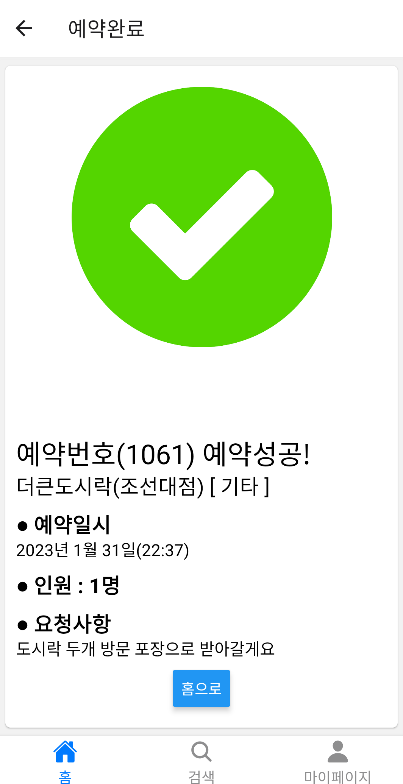 예약완료
예약번호(1061) 예약성공!
더큰도시락(조선대점) [ 기타 ]
● 예약일시
2023년 1월 31일(22:37)
● 인원 : 1명
● 요청사항
도시락 두개 방문 포장으로 받아갈게요
홈으로
홈 검색 마이페이지